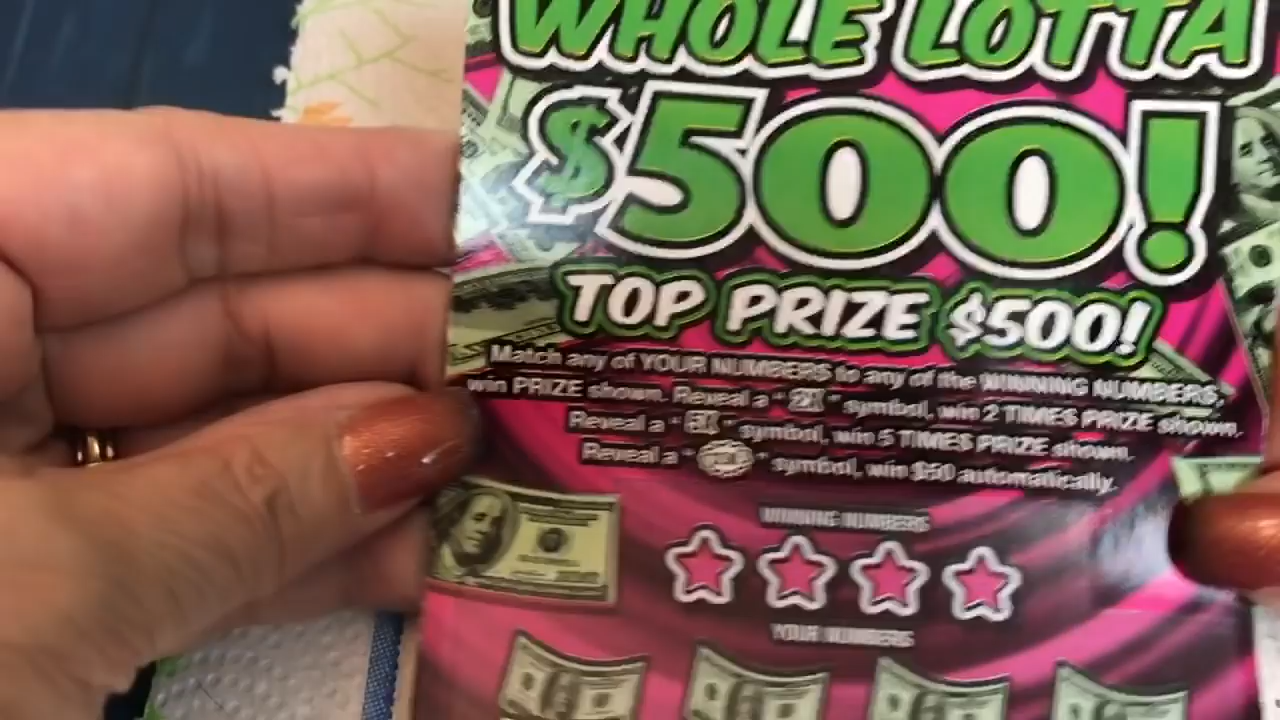 WHOLE LOTTA
$500!
TOP PRIZE $500!
Match any of YOUR NUMBERS to any of the WINNING NUMBERS,
win PRIZE shown. Reveal a "2X" symbol, win 2 TIMES PRIZE shown.
Reveal a "5X" symbol, win 5 TIMES PRIZE shown.
Reveal a " " symbol, win $50 automatically.
WINNING NUMBERS
YOUR NUMBERS